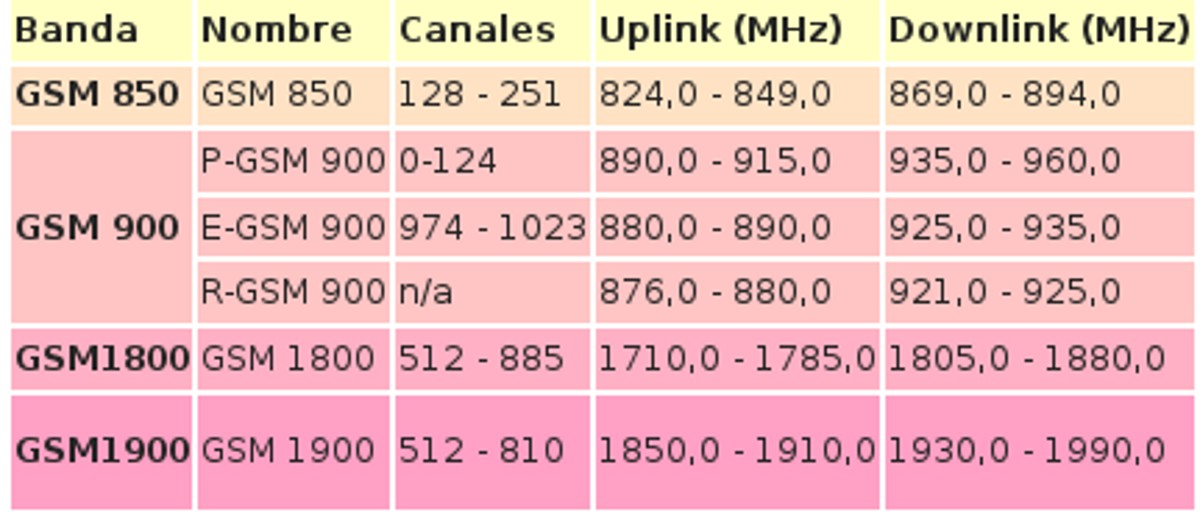 Banda Nombre Canales Uplink (MHz) Downlink (MHz)
GSM 850 GSM 850 128 - 251 824,0 - 849,0 869,0 - 894,0
P-GSM 900 0-124 890,0 - 915,0 935,0 - 960,0
GSM 900 E-GSM 900 974 - 1023 880,0 - 890,0 925,0 - 935,0
R-GSM 900 n/a 876,0 - 880,0 921,0 - 925,0
GSM1800 GSM 1800 512 - 885 1710,0 - 1785,0 1805,0 - 1880,0
GSM1900 GSM 1900 512 - 810 1850,0 - 1910,0 1930,0 - 1990,0